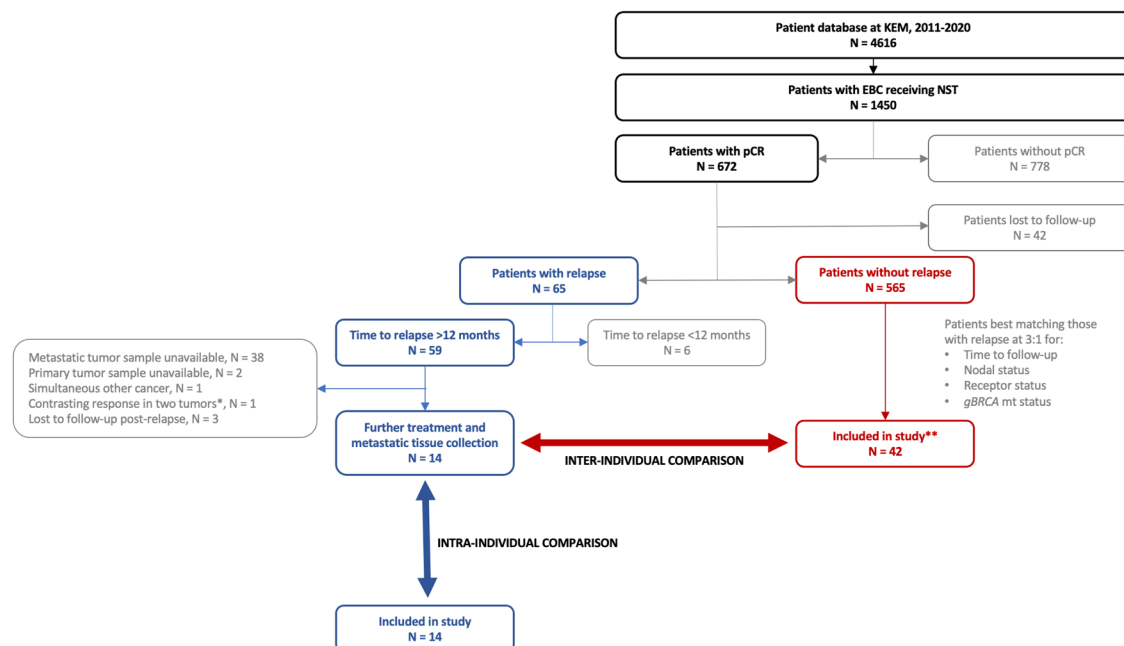 Patient database at KEM, 2011-2020
N = 4616
Patients with EBC receiving NST
N = 1450
Patients with pCR
N = 672
Patients without pCR
N = 778
Patients lost to follow-up
N = 42
Patients with relapse
N = 65
Patients without relapse
N = 565
Time to relapse >12 months
N = 59
Time to relapse <12 months
N = 6
Patients best matching those
with relapse at 3:1 for:
• Time to follow-up
• Nodal status
• Receptor status
• gBRCA mt status
Metastatic tumor sample unavailable, N = 38
Primary tumor sample unavailable, N = 2
Simultaneous other cancer, N = 1
Contrasting response in two tumors*, N = 1
Lost to follow-up post-relapse, N = 3
Further treatment and
metastatic tissue collection
N = 14
INTER-INDIVIDUAL COMPARISON
Included in study**
N = 42
INTRA-INDIVIDUAL COMPARISON
Included in study
N = 14